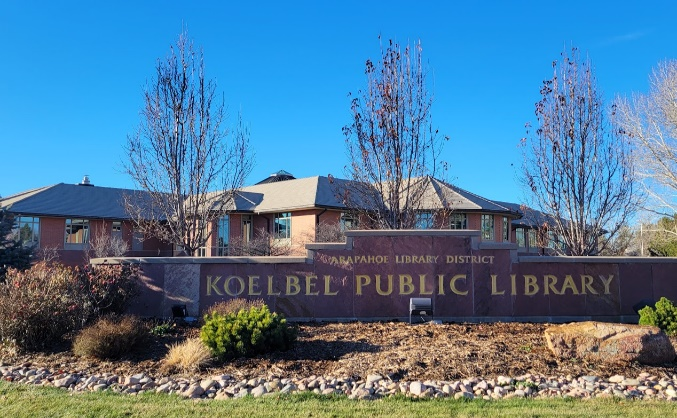 ARAPAHOE LIBRARY DISTRICT
KOELBEL PUBLIC LIBRARY